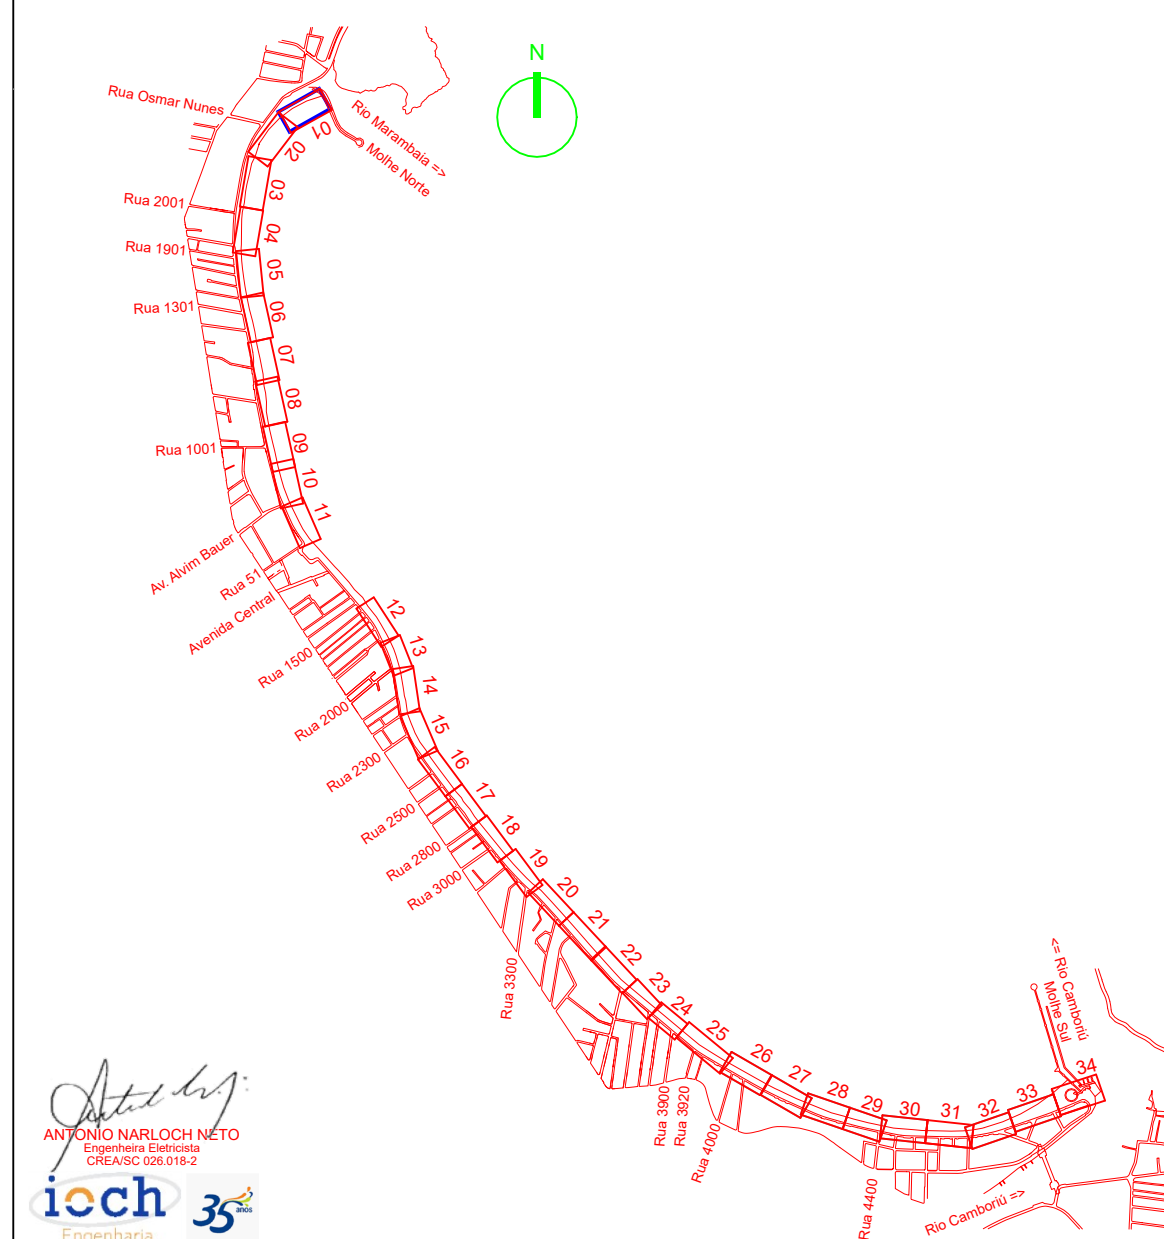 N
Rua Osmar Nunes
Rio Marambaia =>
Molhe Norte
01
02
03
Rua 2001
04
Rua 1901
05
Rua 1301
06
07
08
Rua 1001
09
10
11
Av. Alvim Bauer
Rua 51
Avenida Central
12
Rua 1500
13
14
Rua 2000
15
Rua 2300
16
17
Rua 2500
18
Rua 2800
19
Rua 3000
20
21
22
Rua 3300
23
24
25
26
27
28
29
30
31
32
33
34
<= Rio Camboriú
Molhe Sul
Rua 3900
Rua 3920
Rua 4000
Rua 4400
Rio Camboriú =>
ANTONIO NARLOCH NETO
Engenheira Eletricista
CREA/SC 026.018-2
ioch
Engenharia
35
anos